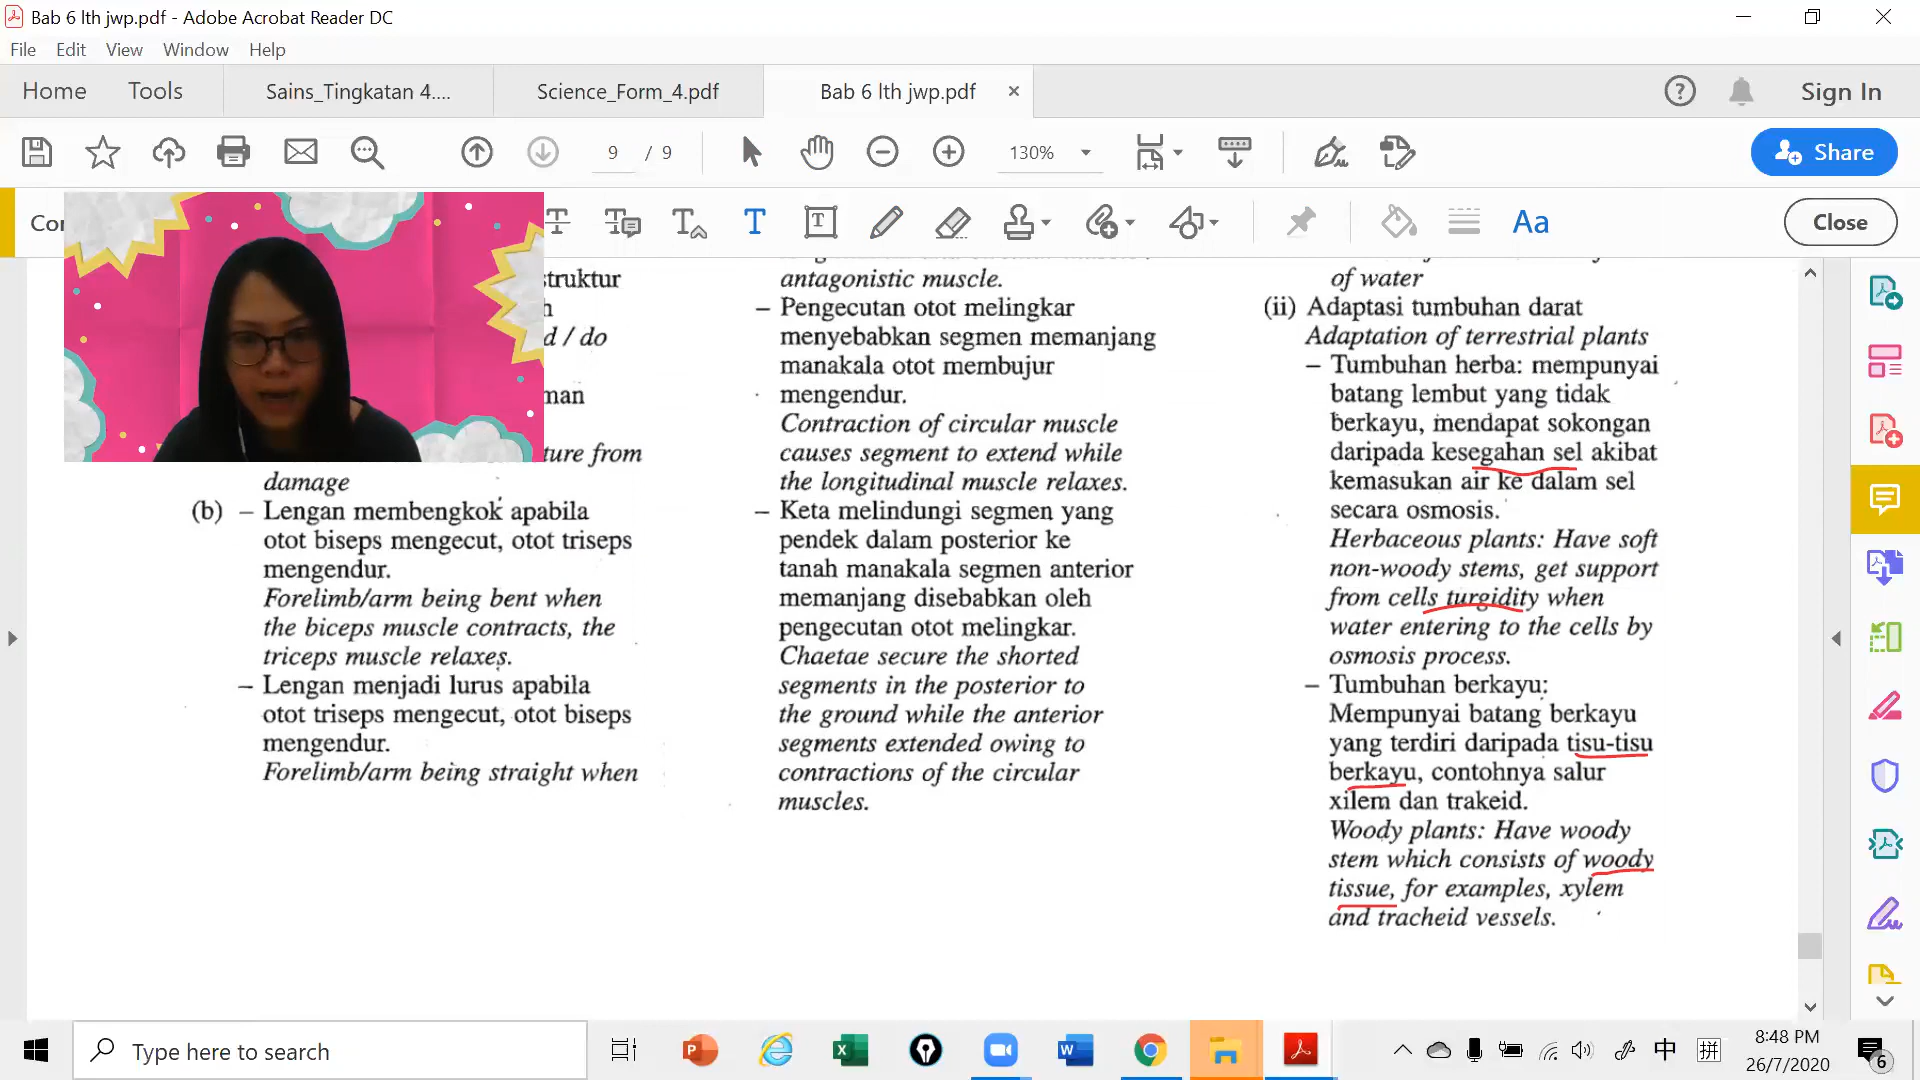 Bab 6 lth jwp.pdf - Adobe Acrobat Reader DC
File Edit View Window Help
Home Tools Sains_Tingkatan 4.... Science_Form_4.pdf Bab 6 lth jwp.pdf Sign In
9 / 9 130% Share
Aa Close
struktur
d / do
man
ture from
damage
(b) – Lengan membengkok apabila
otot biseps mengecut, otot triseps
mengendur.
Forelimb/arm being bent when
the biceps muscle contracts, the
triceps muscle relaxes.
– Lengan menjadi lurus apabila
otot triseps mengecut, otot biseps
mengendur.
Forelimb/arm being straight when
antagonistic muscle.
– Pengecutan otot melingkar
menyebabkan segmen memanjang
manakala otot membujur
mengendur.
Contraction of circular muscle
causes segment to extend while
the longitudinal muscle relaxes.
– Keta melindungi segmen yang
pendek dalam posterior ke
tanah manakala segmen anterior
memanjang disebabkan oleh
pengecutan otot melingkar.
Chaetae secure the shorted
segments in the posterior to
the ground while the anterior
segments extended owing to
contractions of the circular
muscles.
of water
(ii) Adaptasi tumbuhan darat
Adaptation of terrestrial plants
– Tumbuhan herba: mempunyai
batang lembut yang tidak
berkayu, mendapat sokongan
daripada kesegahan sel akibat
kemasukan air ke dalam sel
secara osmosis.
Herbaceous plants: Have soft
non-woody stems, get support
from cells turgidity when
water entering to the cells by
osmosis process.
– Tumbuhan berkayu:
Mempunyai batang berkayu
yang terdiri daripada tisu-tisu
berkayu, contohnya salur
xilem dan trakeid.
Woody plants: Have woody
stem which consists of woody
tissue, for examples, xylem
and tracheid vessels.
Type here to search
中 拼 8:48 PM
26/7/2020
6